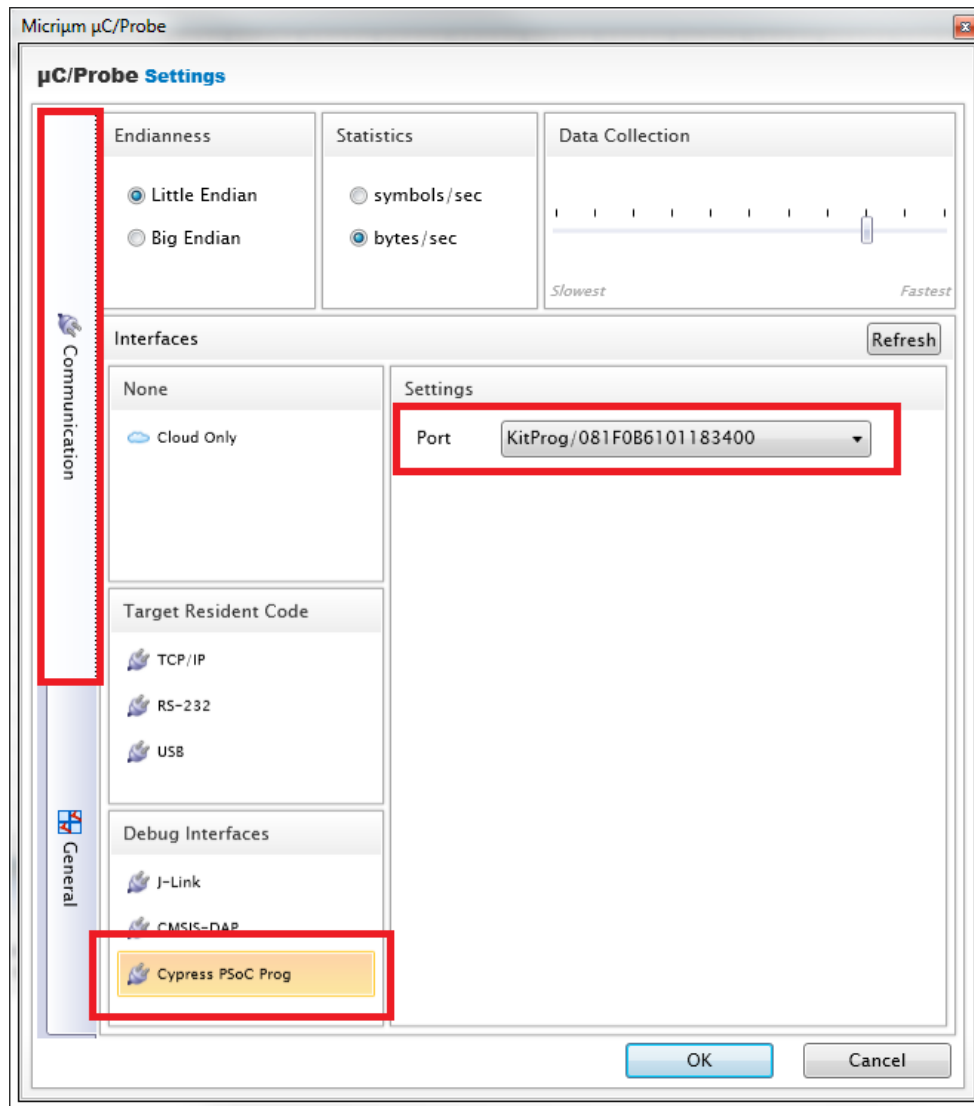 Micriµm µC/Probe
µC/Probe Settings
Communication
General
Endianness
Little Endian
Big Endian
Statistics
symbols/sec
bytes/sec
Data Collection
Slowest
Fastest
Interfaces
Refresh
None
Cloud Only
Target Resident Code
TCP/IP
RS-232
USB
Debug Interfaces
J-Link
CMSIS-DAP
Cypress PSoC Prog
Settings
Port KitProg/081F0B6101183400
OK
Cancel